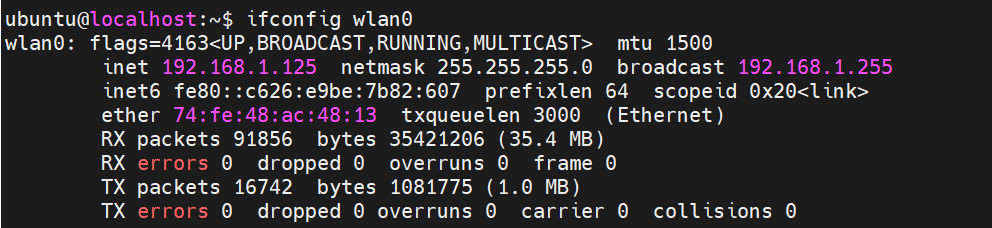 ubuntu@localhost:~$ ifconfig wlan0
wlan0: flags=4163<UP,BROADCAST,RUNNING,MULTICAST>  mtu 1500
inet 192.168.1.125  netmask 255.255.255.0  broadcast 192.168.1.255
inet6 fe80::c626:e9be:7b82:607  prefixlen 64  scopeid 0x20<link>
ether 74:fe:48:ac:48:13  txqueuelen 3000  (Ethernet)
RX packets 91856  bytes 35421206 (35.4 MB)
RX errors 0  dropped 0  overruns 0  frame 0
TX packets 16742  bytes 1081775 (1.0 MB)
TX errors 0  dropped 0 overruns 0  carrier 0  collisions 0